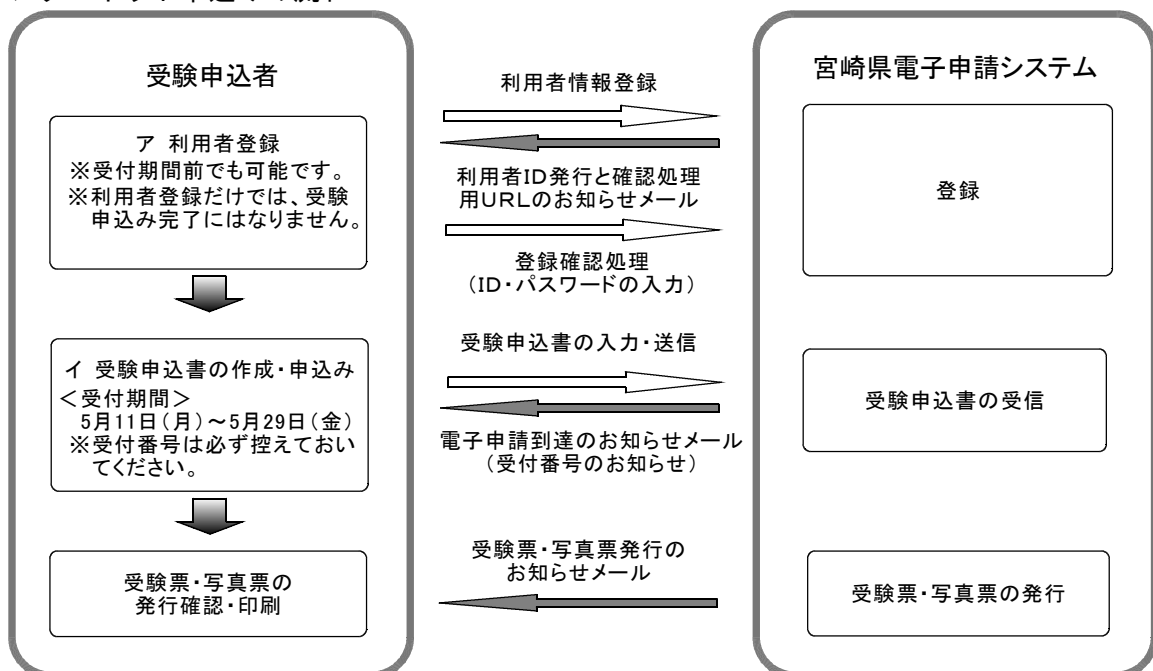 受験申込者
ア 利用者登録
※受付期間前でも可能です。
※利用者登録だけでは、受験
申込み完了にはなりません。
イ 受験申込書の作成・申込み
＜受付期間＞
5月11日(月)～5月29日(金)
※受付番号は必ず控えておい
てください。
受験票・写真票の
発行確認・印刷
利用者情報登録
利用者ID発行と確認処理
用URLのお知らせメール
登録確認処理
(ID・パスワードの入力)
受験申込書の入力・送信
電子申請到達のお知らせメール
(受付番号のお知らせ)
受験票・写真票発行の
お知らせメール
宮崎県電子申請システム
登録
受験申込書の受信
受験票・写真票の発行